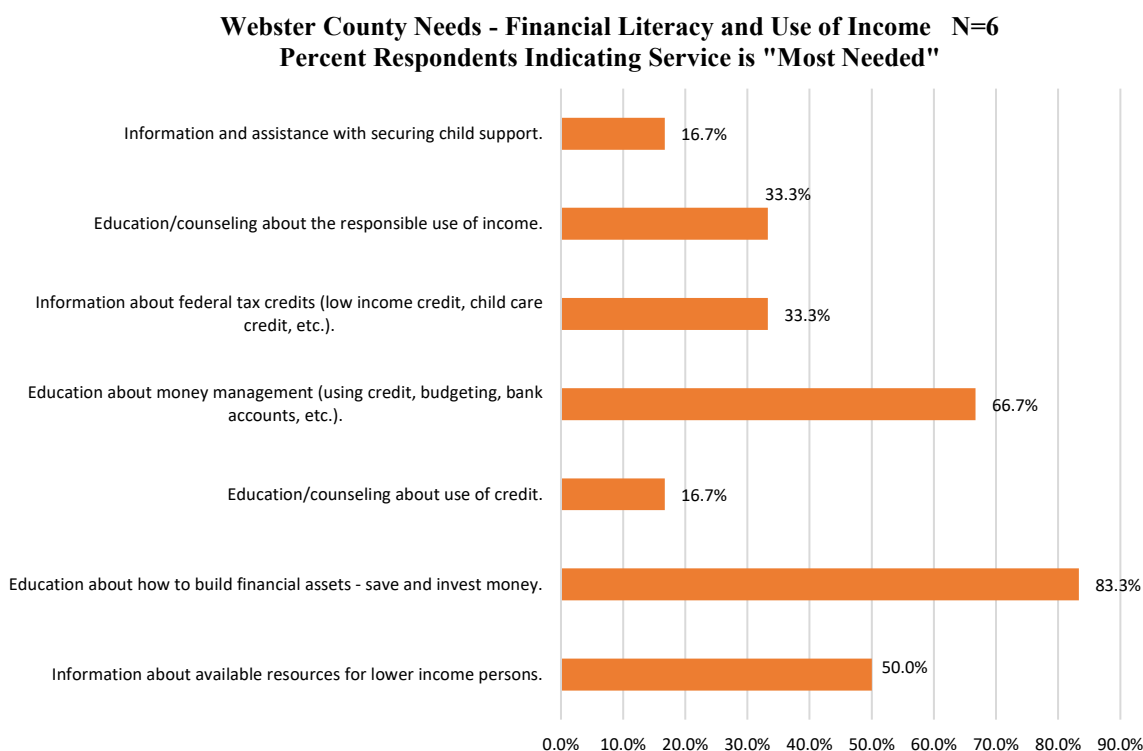 Webster County Needs - Financial Literacy and Use of Income   N=6
Percent Respondents Indicating Service is "Most Needed"
Information and assistance with securing child support.
16.7%
33.3%
Education/counseling about the responsible use of income.
Information about federal tax credits (low income credit, child care
credit, etc.).
33.3%
Education about money management (using credit, budgeting, bank
accounts, etc.).
66.7%
Education/counseling about use of credit.
16.7%
Education about how to build financial assets - save and invest money.
83.3%
Information about available resources for lower income persons.
50.0%
0.0% 10.0% 20.0% 30.0% 40.0% 50.0% 60.0% 70.0% 80.0% 90.0%